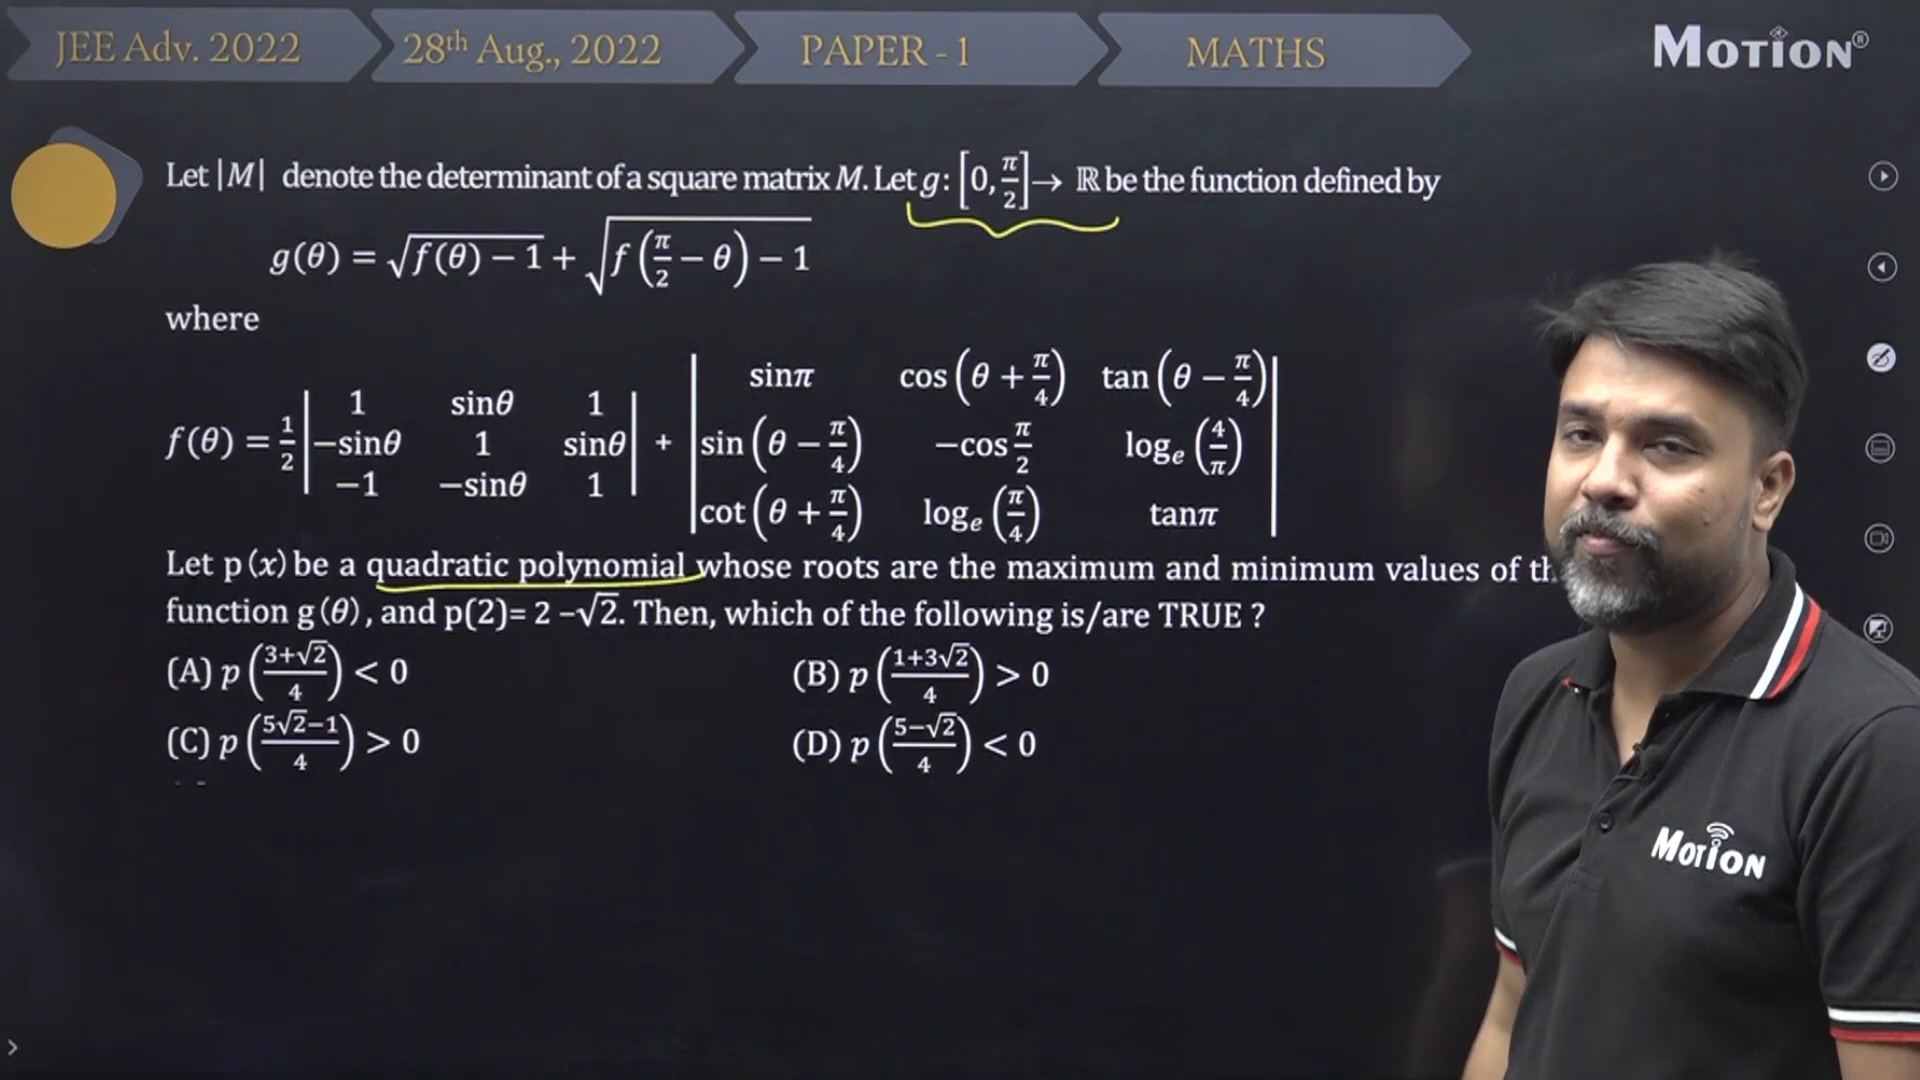 JEE Adv. 2022 28th Aug., 2022 PAPER - 1 MATHS MOTION®
Let |M| denote the determinant of a square matrix M. Let g: [0, π/2] → ℝ be the function defined by
g(θ) = √(f(θ) − 1) + √(f(π/2 − θ) − 1)
where
f(θ) = 1/2 |1 sinθ 1; −sinθ 1 sinθ; −1 −sinθ 1| + |sinπ cos(θ + π/4) tan(θ − π/4); sin(θ − π/4) −cos π/2 logₑ(4/π); cot(θ + π/4) logₑ(π/4) tanπ|
Let p(x) be a quadratic polynomial whose roots are the maximum and minimum values of
function g(θ), and p(2)= 2 −√2. Then, which of the following is/are TRUE ?
(A) p((3+√2)/4) < 0 (B) p((1+3√2)/4) > 0
(C) p((5√2−1)/4) > 0 (D) p((5−√2)/4) < 0
MOTION